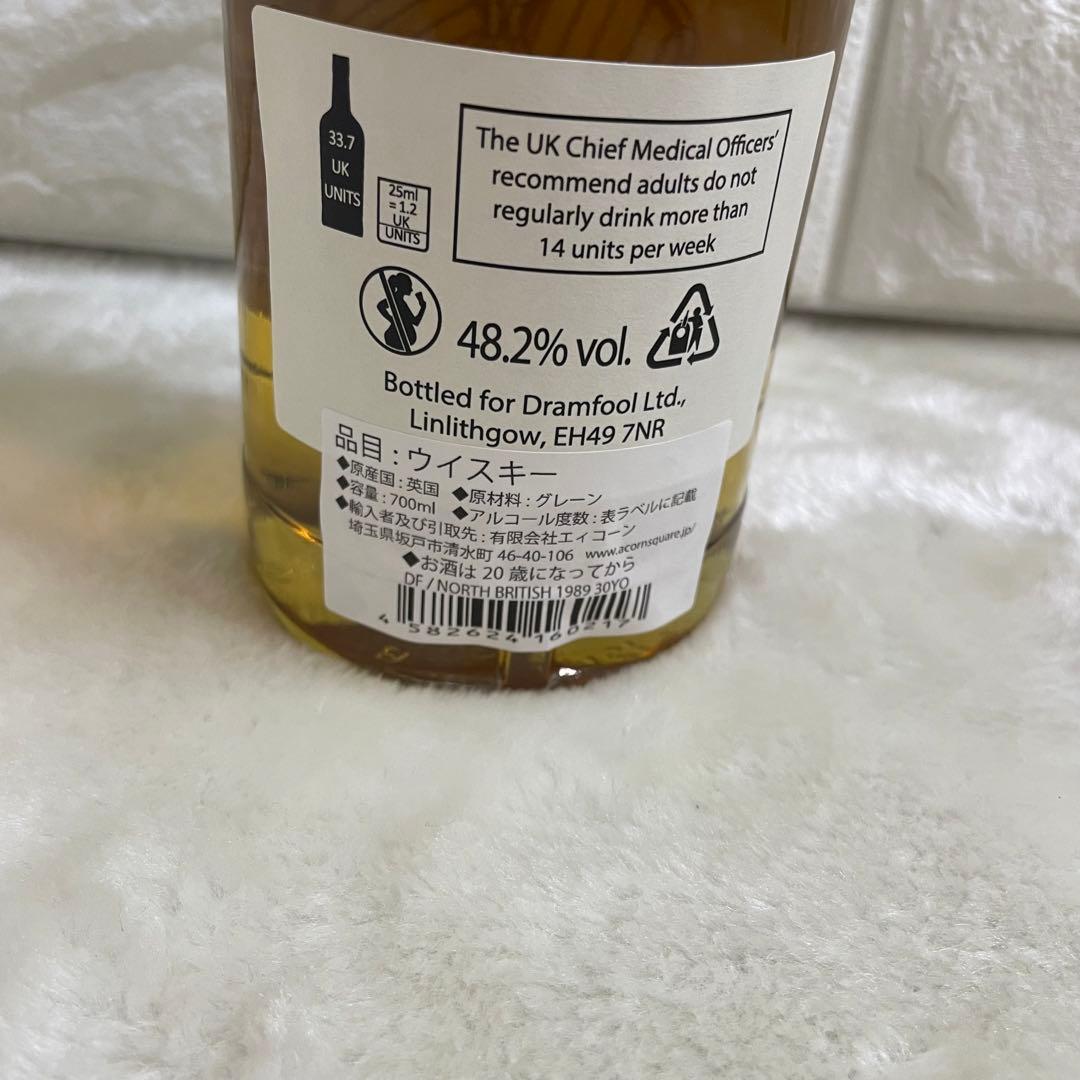 33.7
UK
UNITS
25ml
= 1.2
UK
UNITS
The UK Chief Medical Officers'
recommend adults do not
regularly drink more than
14 units per week
48.2% vol.
Bottled for Dramfool Ltd.,
Linlithgow, EH49 7NR
品目 : ウイスキー
◆原産国 : 英国 ◆原材料 : グレーン
◆容量 : 700ml ◆アルコール度数 : 表ラベルに記載
◆輸入者及び引取先 : 有限会社エィコーン
埼玉県坂戸市清水町 46-40-106 www.acornsquare.jp/
◆お酒は 20 歳になってから
DF / NORTH BRITISH 1989 30YO
4 582624 160217